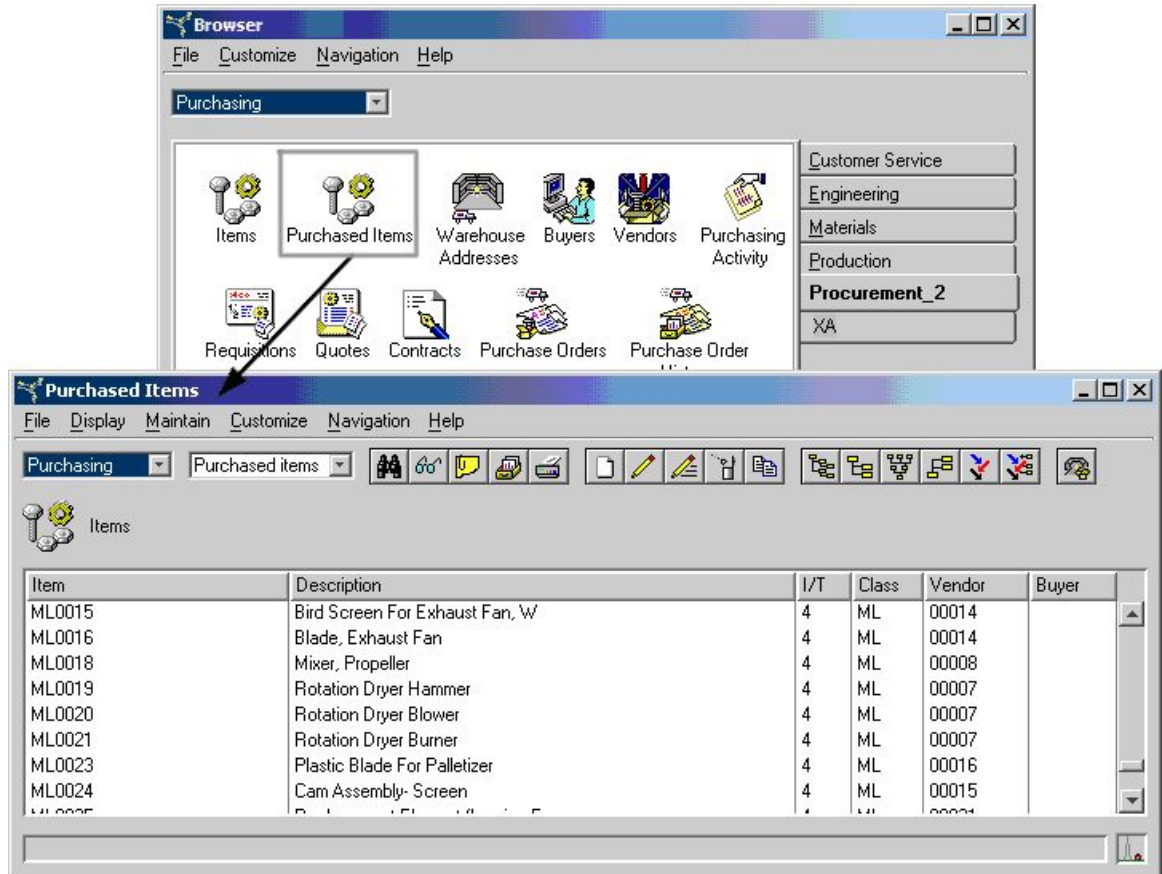 Browser
File Customize Navigation Help
Purchasing
Items
Purchased Items
Warehouse
Addresses
Buyers
Vendors
Purchasing
Activity
Requisitions
Quotes
Contracts
Purchase Orders
Purchase Order
Customer Service
Engineering
Materials
Production
Procurement_2
XA
Purchased Items
File Display Maintain Customize Navigation Help
Purchasing Purchased items
Items
Item Description I/T Class Vendor Buyer
ML0015 Bird Screen For Exhaust Fan, W 4 ML 00014
ML0016 Blade, Exhaust Fan 4 ML 00014
ML0018 Mixer, Propeller 4 ML 00008
ML0019 Rotation Dryer Hammer 4 ML 00007
ML0020 Rotation Dryer Blower 4 ML 00007
ML0021 Rotation Dryer Burner 4 ML 00007
ML0023 Plastic Blade For Palletizer 4 ML 00016
ML0024 Cam Assembly- Screen 4 ML 00015